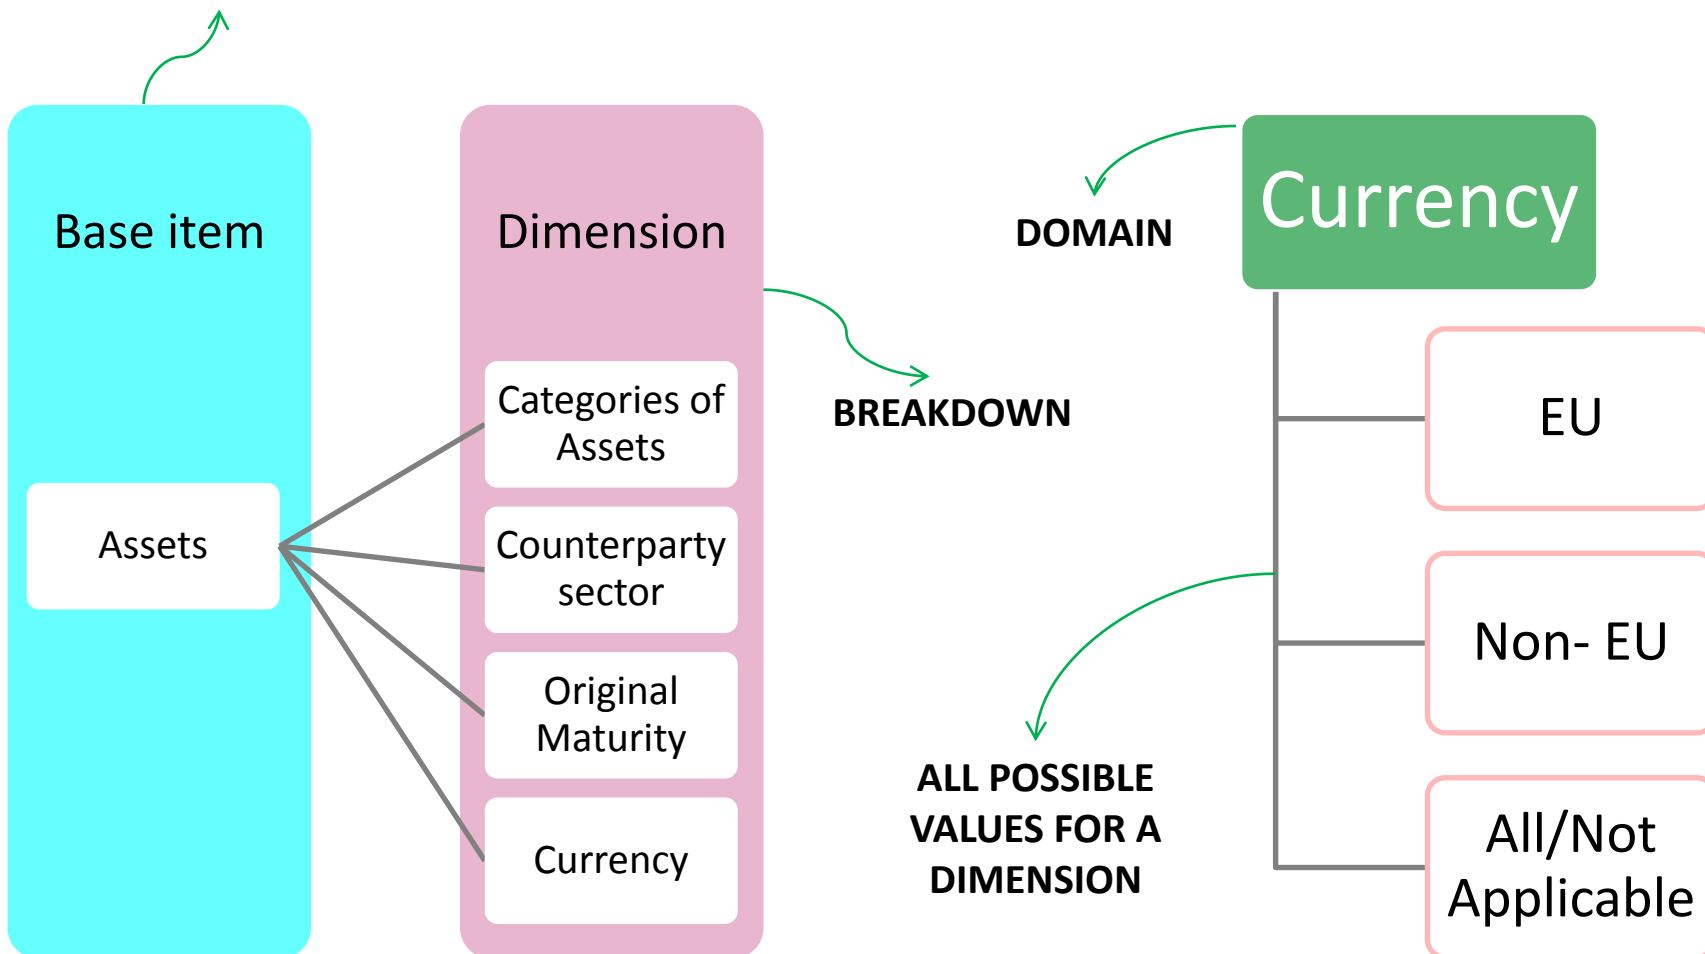 Base item
Assets
Dimension
Categories of
Assets
Counterparty
sector
Original
Maturity
Currency
BREAKDOWN
DOMAIN
ALL POSSIBLE
VALUES FOR A
DIMENSION
Currency
EU
Non- EU
All/Not
Applicable